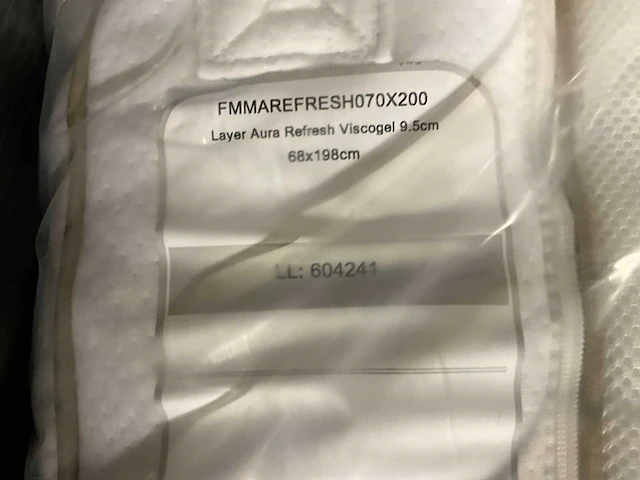 FMMAREFRESH070X200
Layer Aura Refresh Viscogel 9.5cm
68x198cm
LL: 604241